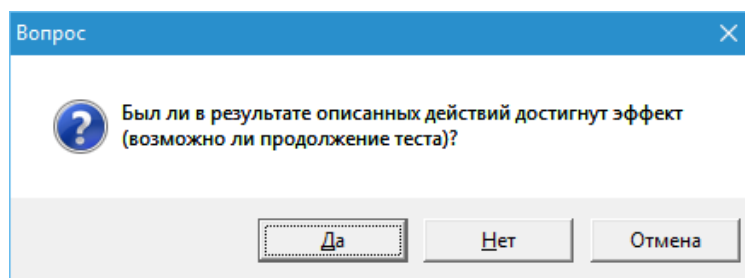 Вопрос
Был ли в результате описанных действий достигнут эффект
(возможно ли продолжение теста)?
Да
Нет
Отмена